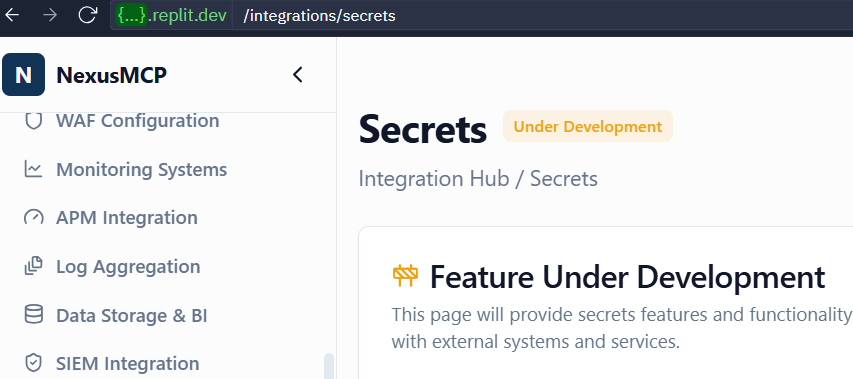 {...}.replit.dev /integrations/secrets
N NexusMCP
WAF Configuration
Monitoring Systems
APM Integration
Log Aggregation
Data Storage & BI
SIEM Integration
Secrets Under Development
Integration Hub / Secrets
Feature Under Development
This page will provide secrets features and functionality
with external systems and services.